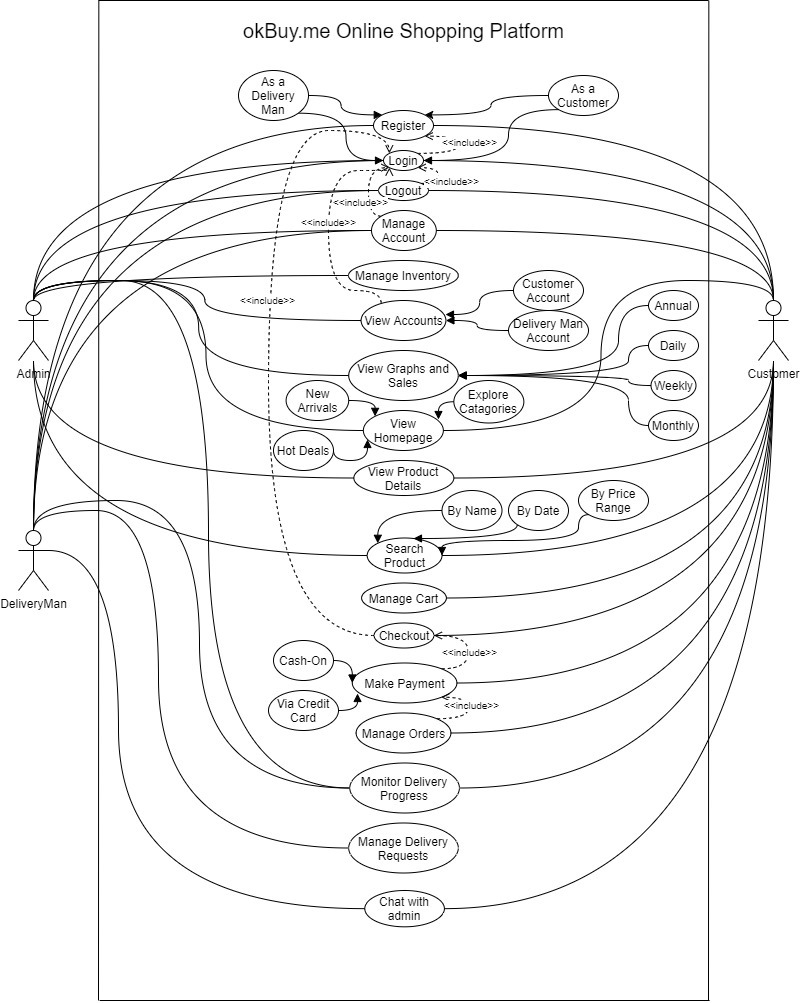 okBuy.me Online Shopping Platform
As a
Delivery
Man
As a
Customer
Register
<<include>>
Login
<<include>>
Logout
<<include>>
<<include>>
Manage
Account
Manage Inventory
Customer
Account
<<include>>
Annual
View Accounts
Delivery Man
Account
Daily
Admin
Customer
View Graphs and
Sales
Weekly
New
Arrivals
Explore
Catagories
View
Homepage
Monthly
Hot Deals
View Product
Details
By Name
By Date
By Price
Range
Search
Product
DeliveryMan
Manage Cart
Checkout
<<include>>
Cash-On
Make Payment
Via Credit
Card
<<include>>
Manage Orders
Monitor Delivery
Progress
Manage Delivery
Requests
Chat with
admin